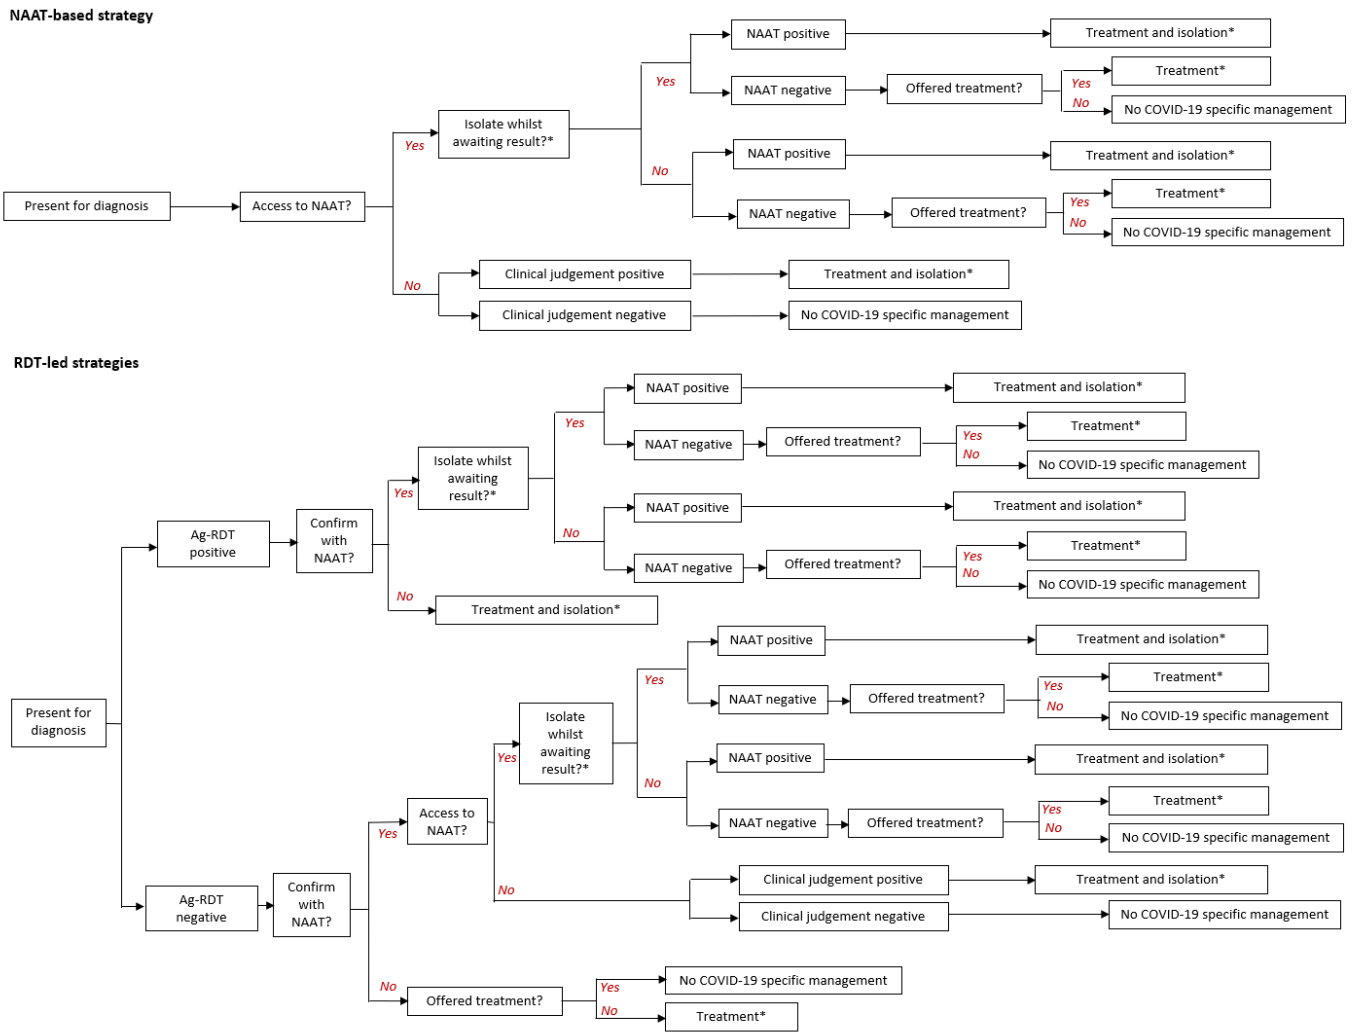 NAAT-based strategy
NAAT positive
Treatment and isolation*
Yes
NAAT negative
Offered treatment?
Yes
Treatment*
No
No COVID-19 specific management
Isolate whilst
awaiting result?*
Yes
No
NAAT positive
Treatment and isolation*
NAAT negative
Offered treatment?
Yes
Treatment*
No
No COVID-19 specific management
Present for diagnosis
Access to NAAT?
No
Clinical judgement positive
Treatment and isolation*
Clinical judgement negative
No COVID-19 specific management
RDT-led strategies
NAAT positive
Treatment and isolation*
Yes
NAAT negative
Offered treatment?
Yes
Treatment*
No
No COVID-19 specific management
Isolate whilst
awaiting
result?*
Yes
No
NAAT positive
Treatment and isolation*
NAAT negative
Offered treatment?
Yes
Treatment*
No
No COVID-19 specific management
Ag-RDT
positive
Confirm
with
NAAT?
No
Treatment and isolation*
NAAT positive
Treatment and isolation*
Yes
NAAT negative
Offered treatment?
Yes
Treatment*
No
No COVID-19 specific management
Present for
diagnosis
Isolate
whilst
awaiting
result?*
Yes
No
NAAT positive
Treatment and isolation*
NAAT negative
Offered treatment?
Yes
Treatment*
No
No COVID-19 specific management
Access to
NAAT?
Yes
No
Clinical judgement positive
Treatment and isolation*
Clinical judgement negative
No COVID-19 specific management
Ag-RDT
negative
Confirm
with
NAAT?
No
Offered treatment?
Yes
No COVID-19 specific management
No
Treatment*